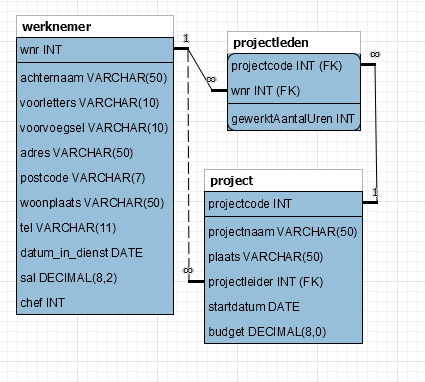 werknemer
wnr INT
achternaam VARCHAR(50)
voorletters VARCHAR(10)
voorvoegsel VARCHAR(10)
adres VARCHAR(50)
postcode VARCHAR(7)
woonplaats VARCHAR(50)
tel VARCHAR(11)
datum_in_dienst DATE
sal DECIMAL(8,2)
chef INT
1
∞
∞
projectleden
projectcode INT (FK)
wnr INT (FK)
gewerktAantalUren INT
∞
1
project
projectcode INT
projectnaam VARCHAR(50)
plaats VARCHAR(50)
projectleider INT (FK)
startdatum DATE
budget DECIMAL(8,0)